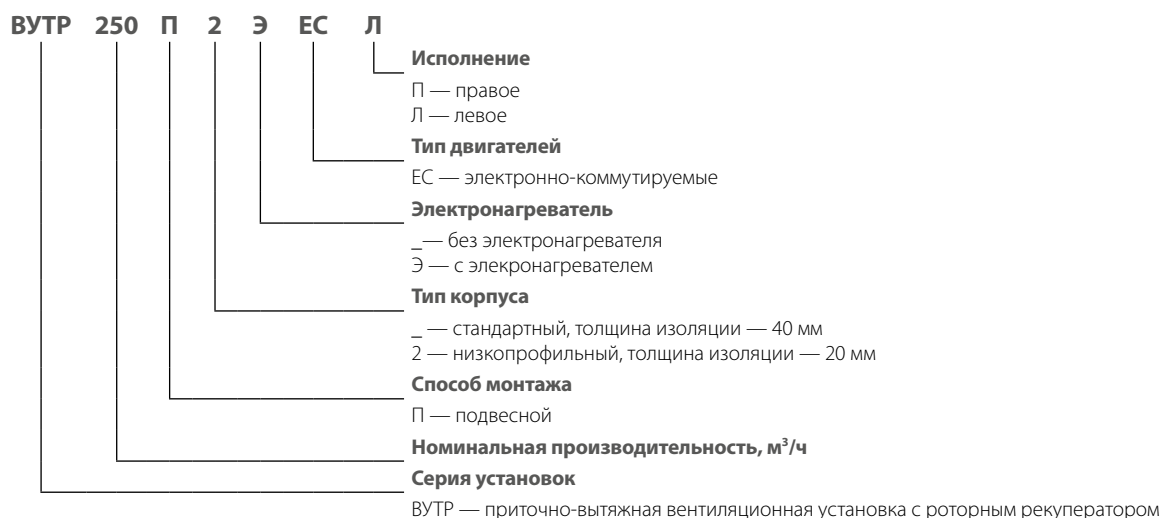 ВУТР 250 П 2 Э ЕС Л
Исполнение
П — правое
Л — левое
Тип двигателей
ЕС — электронно-коммутируемые
Электронагреватель
_— без электронагревателя
Э — с элекронагревателем
Тип корпуса
_ — стандартный, толщина изоляции — 40 мм
2 — низкопрофильный, толщина изоляции — 20 мм
Способ монтажа
П — подвесной
Номинальная производительность, м³/ч
Серия установок
ВУТР — приточно-вытяжная вентиляционная установка с роторным рекуператором